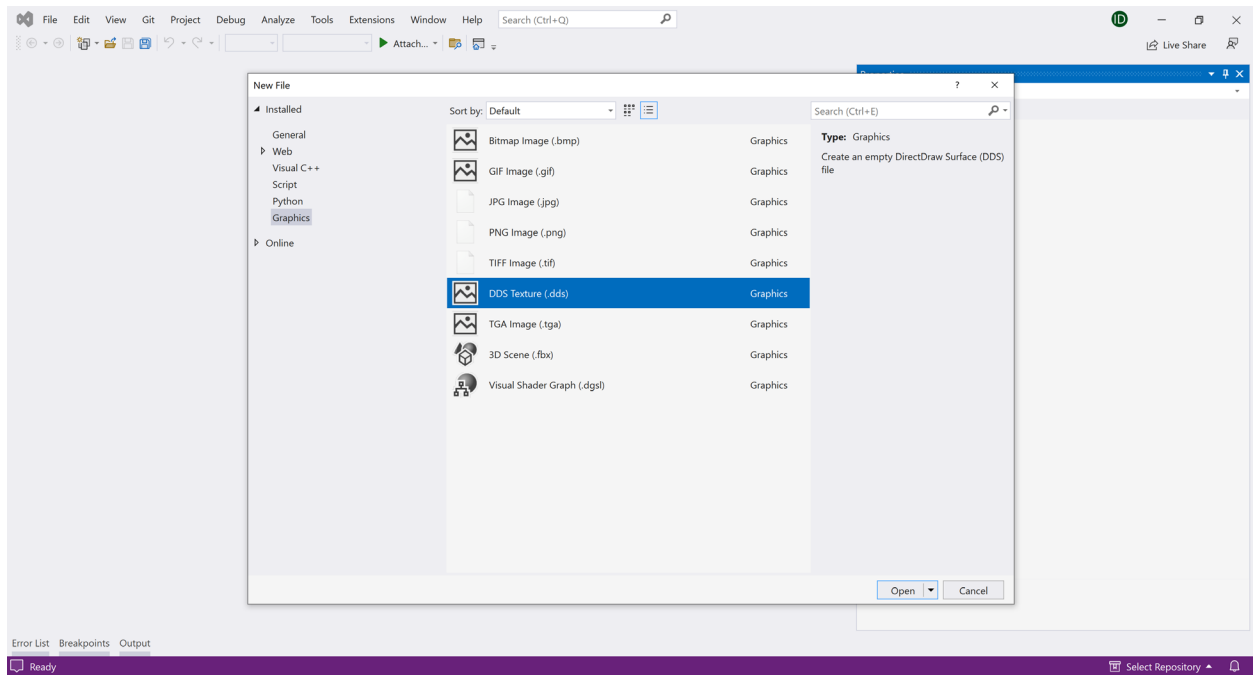 File Edit View Git Project Debug Analyze Tools Extensions Window Help Search (Ctrl+Q) ID
Attach... Live Share
New File ?
Installed
General
Web
Visual C++
Script
Python
Graphics
Online
Sort by: Default
Bitmap Image (.bmp) Graphics
GIF Image (.gif) Graphics
JPG Image (.jpg) Graphics
PNG Image (.png) Graphics
TIFF Image (.tif) Graphics
DDS Texture (.dds) Graphics
TGA Image (.tga) Graphics
3D Scene (.fbx) Graphics
Visual Shader Graph (.dgsl) Graphics
Search (Ctrl+E)
Type: Graphics
Create an empty DirectDraw Surface (DDS)
file
Open Cancel
Error List Breakpoints Output
Ready Select Repository